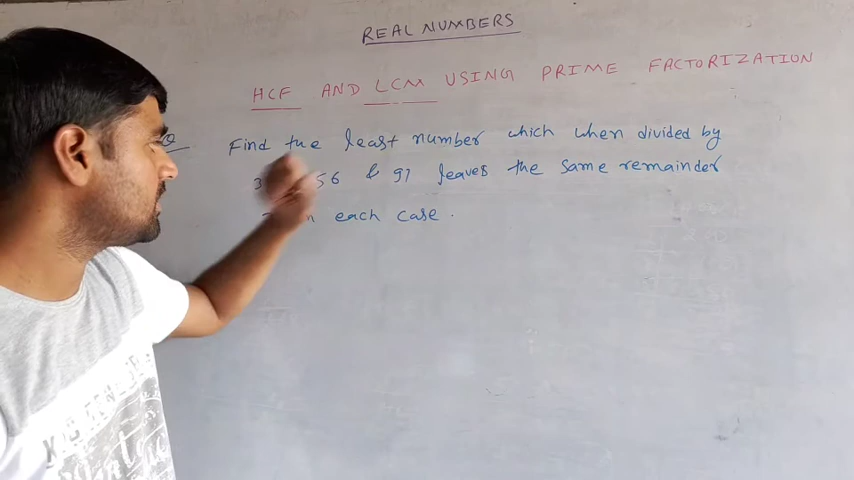 REAL NUMBERS
HCF AND LCM USING PRIME FACTORIZATION
Q Find the least number which when divided by
56 & 91 leaves the same remainder
in each case.